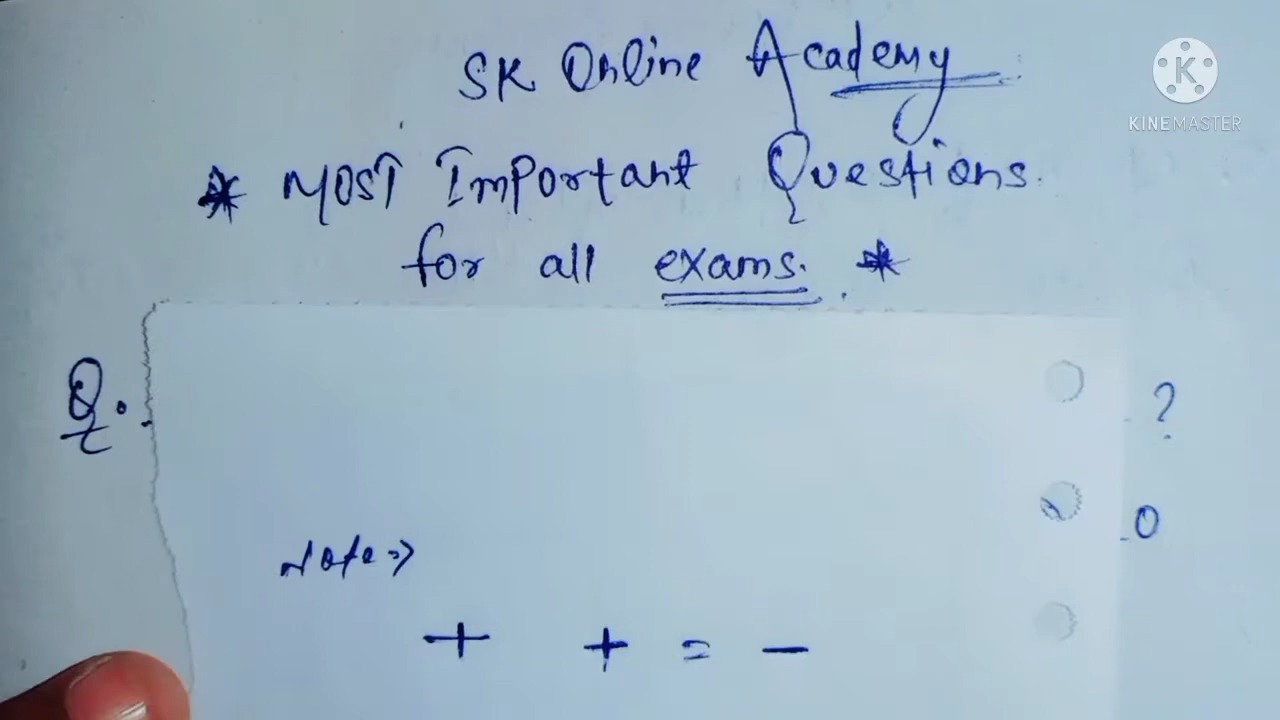 SK Online Academy
KINEMASTER
* MOST Important Questions.
for all exams. *
Q.
?
0
Note =>
+ + = -